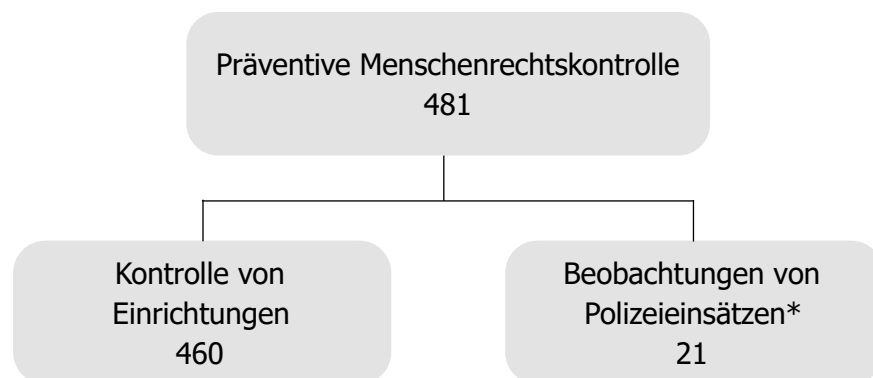 Präventive Menschenrechtskontrolle
481
Kontrolle von
Einrichtungen
460
Beobachtungen von
Polizeieinsätzen*
21